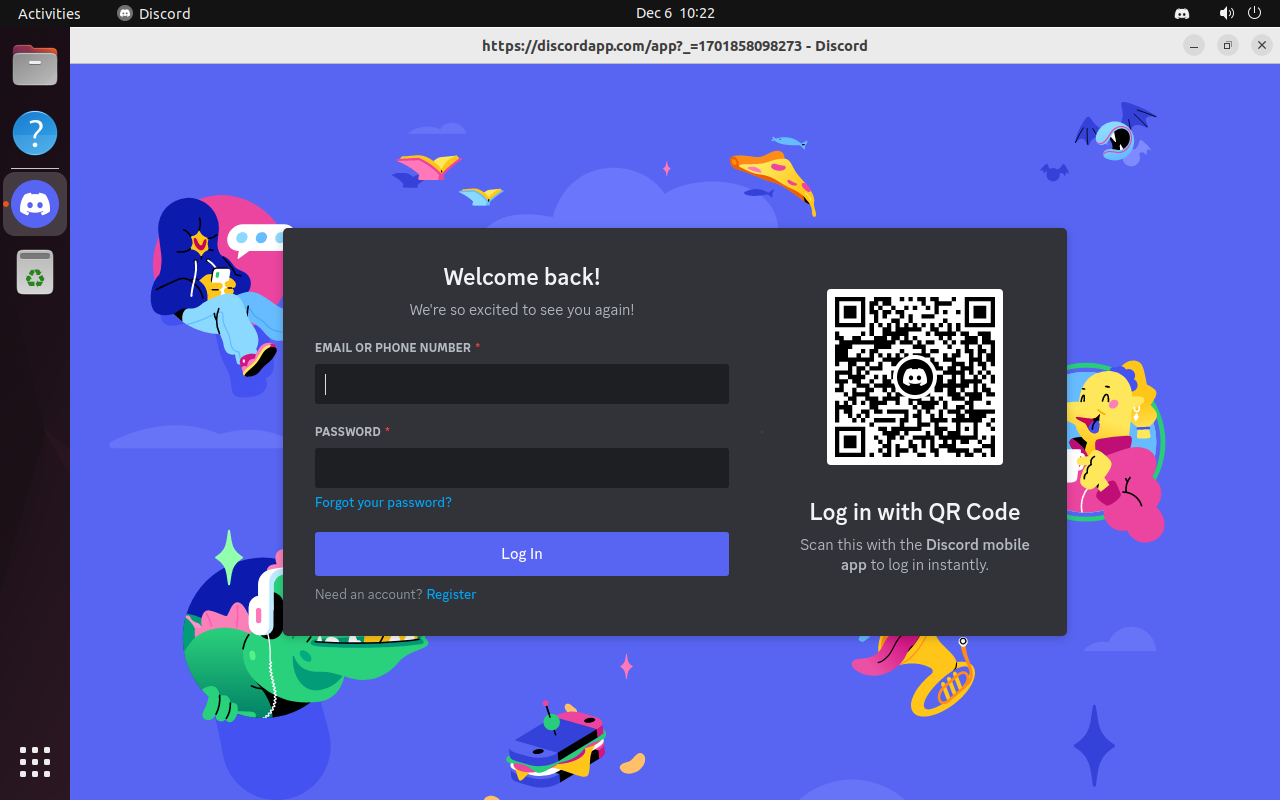 Activities
Discord
Dec 6 10:22
https://discordapp.com/app?_=1701858098273 - Discord
?
Welcome back!
We're so excited to see you again!
EMAIL OR PHONE NUMBER *
PASSWORD *
Forgot your password?
Log In
Need an account? Register
Log in with QR Code
Scan this with the Discord mobile
app to log in instantly.